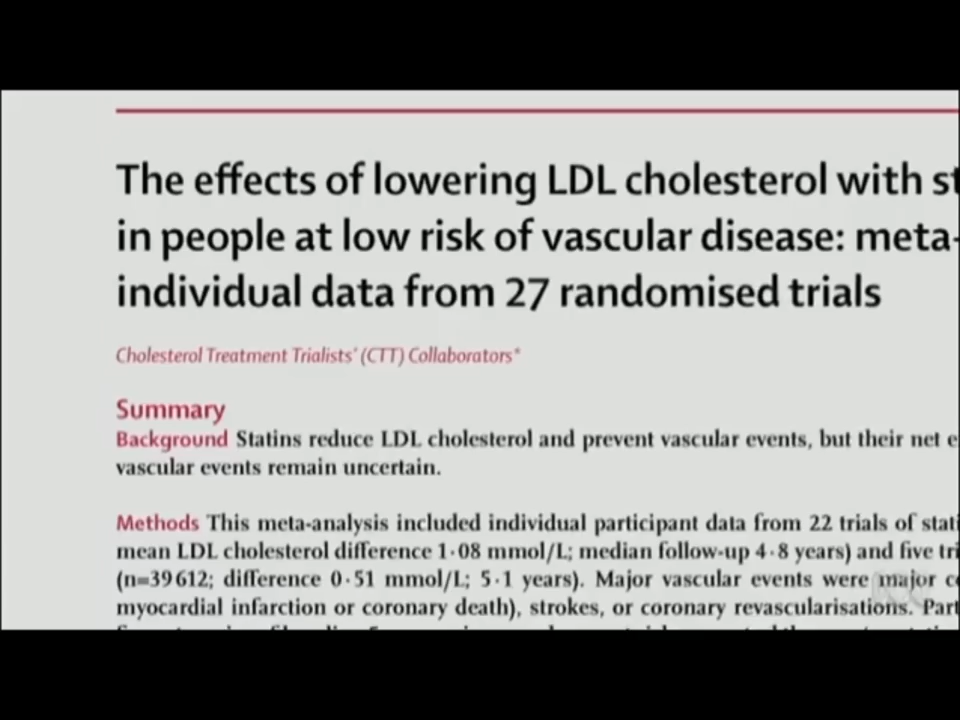 The effects of lowering LDL cholesterol with st
in people at low risk of vascular disease: meta-
individual data from 27 randomised trials
Cholesterol Treatment Trialists’ (CTT) Collaborators*
Summary
Background Statins reduce LDL cholesterol and prevent vascular events, but their net e
vascular events remain uncertain.
Methods This meta-analysis included individual participant data from 22 trials of stati
mean LDL cholesterol difference 1·08 mmol/L; median follow-up 4·8 years) and five tri
(n=39 612; difference 0·51 mmol/L; 5·1 years). Major vascular events were major c
myocardial infarction or coronary death), strokes, or coronary revascularisations. Part